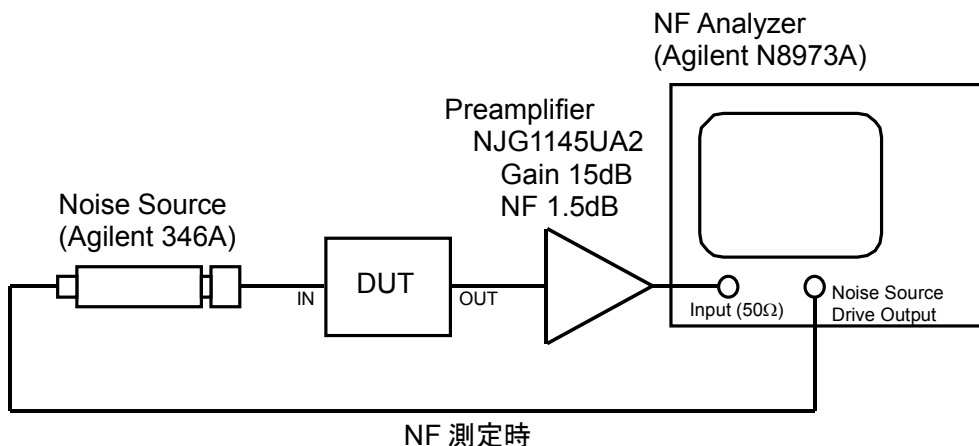 NF Analyzer
(Agilent N8973A)
Preamplifier
NJG1145UA2
Gain 15dB
NF 1.5dB
Noise Source
(Agilent 346A)
IN
DUT
OUT
Input (50Ω)
Noise Source
Drive Output
NF 測定時